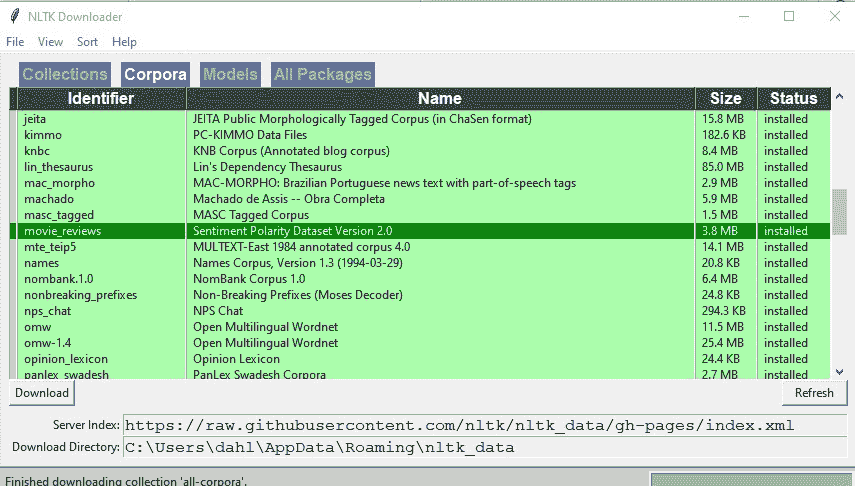 NLTK Downloader
File View Sort Help
Collections Corpora Models All Packages
Identifier Name Size Status
jeita JEITA Public Morphologically Tagged Corpus (in ChaSen format) 15.8 MB installed
kimmo PC-KIMMO Data Files 182.6 KB installed
knbc KNB Corpus (Annotated blog corpus) 8.4 MB installed
lin_thesaurus Lin's Dependency Thesaurus 85.0 MB installed
mac_morpho MAC-MORPHO: Brazilian Portuguese news text with part-of-speech tags 2.9 MB installed
machado Machado de Assis -- Obra Completa 5.9 MB installed
masc_tagged MASC Tagged Corpus 1.5 MB installed
movie_reviews Sentiment Polarity Dataset Version 2.0 3.8 MB installed
mte_teip5 MULTEXT-East 1984 annotated corpus 4.0 14.1 MB installed
names Names Corpus, Version 1.3 (1994-03-29) 20.8 KB installed
nombank.1.0 NomBank Corpus 1.0 6.4 MB installed
nonbreaking_prefixes Non-Breaking Prefixes (Moses Decoder) 24.8 KB installed
nps_chat NPS Chat 294.3 KB installed
omw Open Multilingual Wordnet 11.5 MB installed
omw-1.4 Open Multilingual Wordnet 25.4 MB installed
opinion_lexicon Opinion Lexicon 24.4 KB installed
panlex_swadesh PanLex Swadesh Corpora 2.7 MB installed
Download Refresh
Server Index: https://raw.githubusercontent.com/nltk/nltk_data/gh-pages/index.xml
Download Directory: C:\Users\dahl\AppData\Roaming\nltk_data
Finished downloading collection 'all-corpora'.